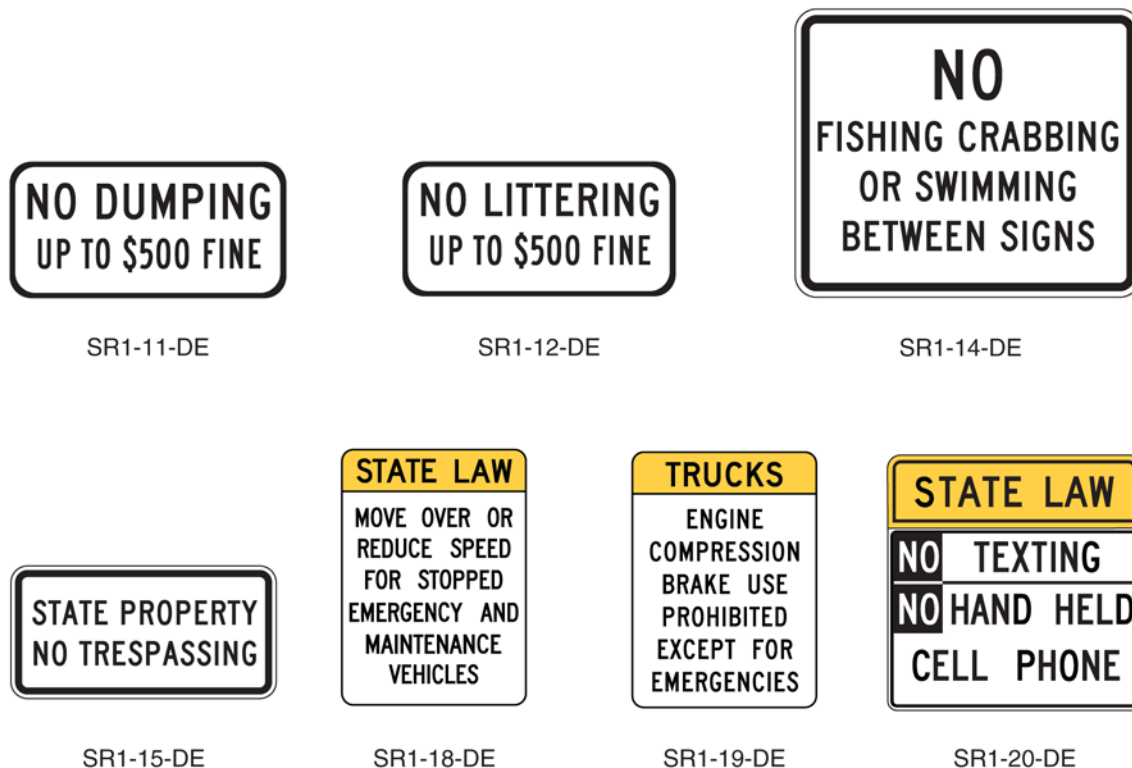 NO DUMPING
UP TO $500 FINE
SR1-11-DE
NO LITTERING
UP TO $500 FINE
SR1-12-DE
NO
FISHING CRABBING
OR SWIMMING
BETWEEN SIGNS
SR1-14-DE
STATE PROPERTY
NO TRESPASSING
SR1-15-DE
STATE LAW
MOVE OVER OR
REDUCE SPEED
FOR STOPPED
EMERGENCY AND
MAINTENANCE
VEHICLES
SR1-18-DE
TRUCKS
ENGINE
COMPRESSION
BRAKE USE
PROHIBITED
EXCEPT FOR
EMERGENCIES
SR1-19-DE
STATE LAW
NO TEXTING
NO HAND HELD
CELL PHONE
SR1-20-DE